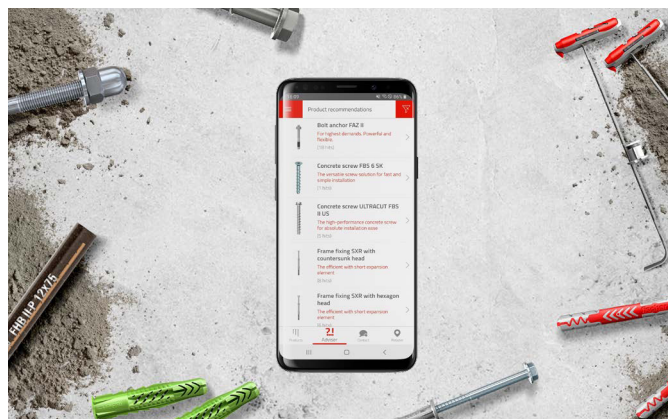 Product recommendations
Bolt anchor FAZ II
For highest demands. Powerful and
flexible.
Concrete screw FBS 6 SK
The versatile screw solution for fast and
simple installation
Concrete screw ULTRACUT FBS
II US
The high-performance concrete screw
for absolute installation ease
Frame fixing SXR with
countersunk head
The efficient with short expansion
element
Frame fixing SXR with hexagon
head
The efficient with short expansion
element
Products
?!
Advisor
Contact
FHB II-P 12X75